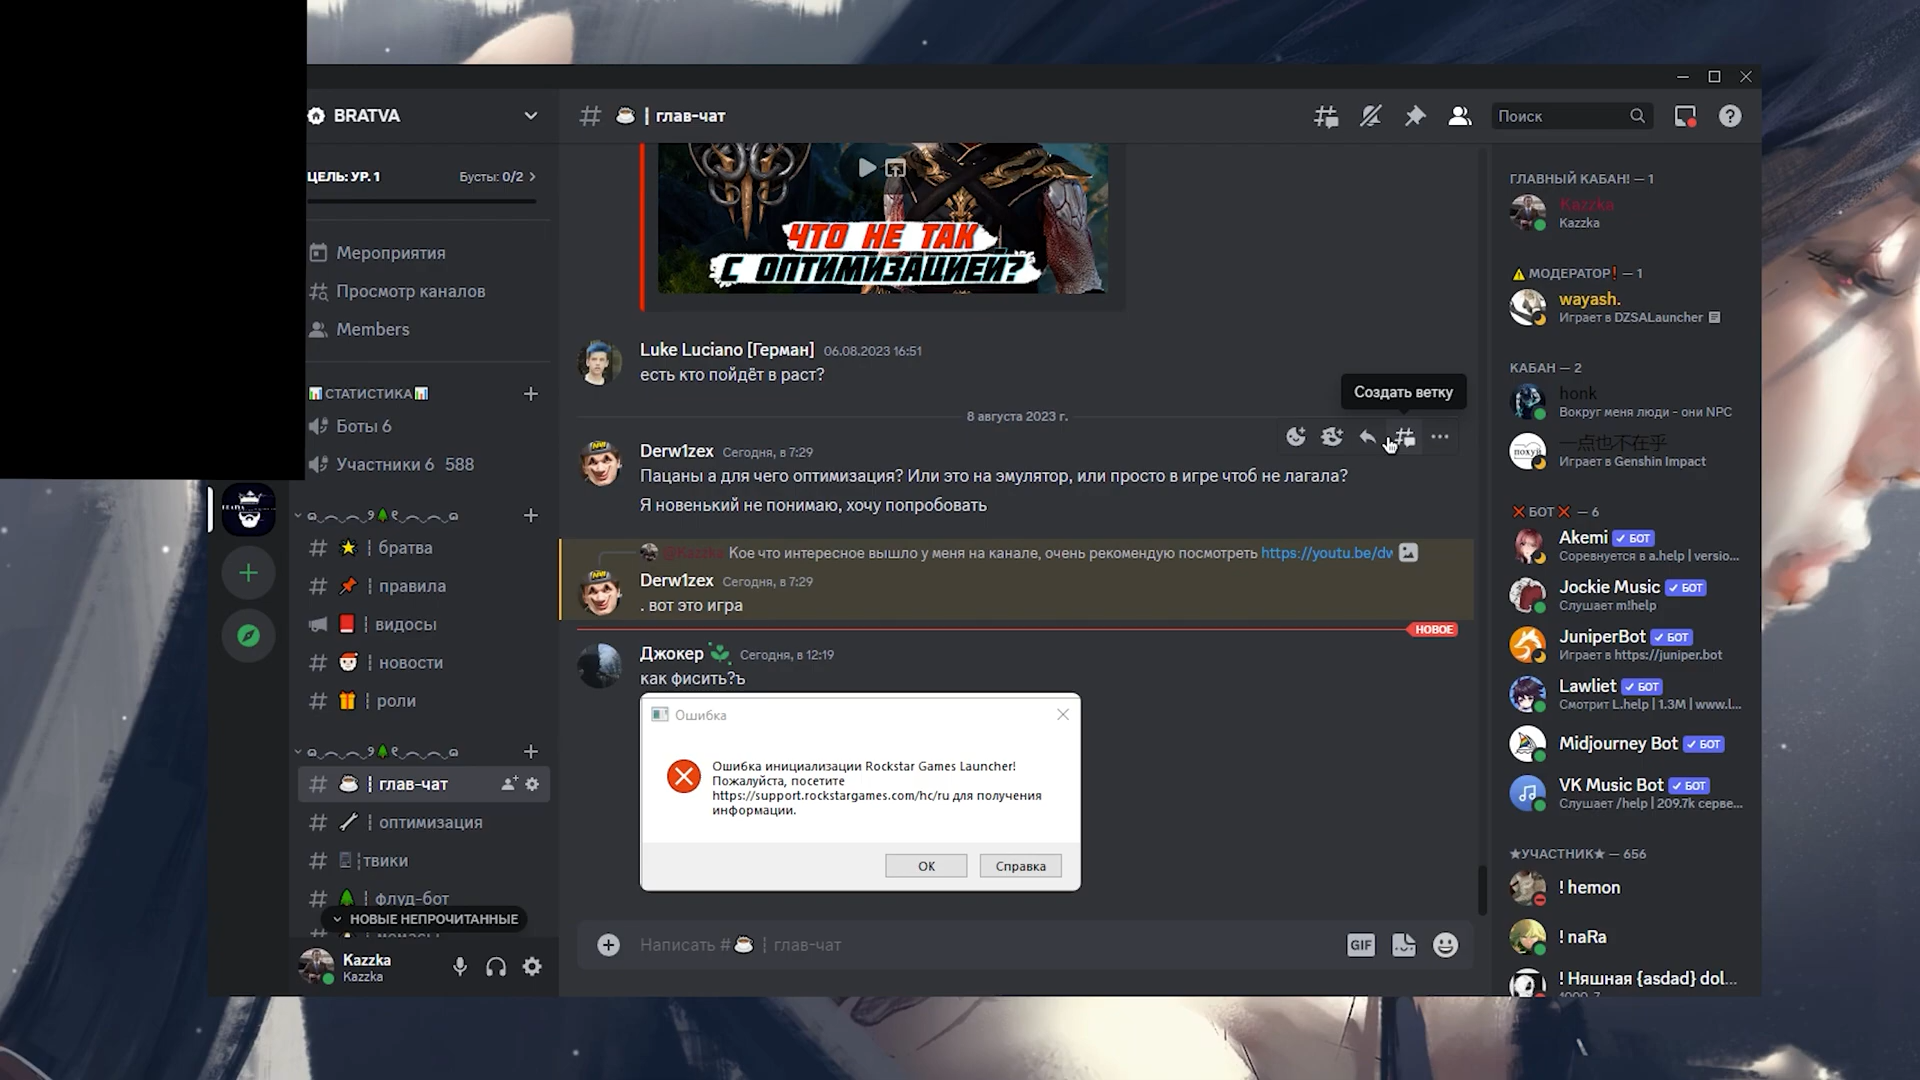 BRATVA
ЦЕЛЬ: УР. 1
Бусты: 0/2
Мероприятия
Просмотр каналов
Members
СТАТИСТИКА
Боты 6
Участники 6 588
братва
правила
видосы
новости
роли
глав-чат
оптимизация
твики
флуд-бот
НОВЫЕ НЕПРОЧИТАННЫЕ
Kazzka
Kazzka
| глав-чат
Поиск
ЧТО НЕ ТАК
С ОПТИМИЗАЦИЕЙ?
Luke Luciano [Герман] 06.08.2023 16:51
есть кто пойдёт в раст?
Создать ветку
8 августа 2023 г.
Derw1zex Сегодня, в 7:29
Пацаны а для чего оптимизация? Или это на эмулятор, или просто в игре чтоб не лагала?
Я новенький не понимаю, хочу попробовать
@Kazzka Кое что интересное вышло у меня на канале, очень рекомендую посмотреть https://youtu.be/dw
Derw1zex Сегодня, в 7:29
. вот это игра
НОВОЕ
Джокер Сегодня, в 12:19
как фисить?ъ
Ошибка
Ошибка инициализации Rockstar Games Launcher!
Пожалуйста, посетите
https://support.rockstargames.com/hc/ru для получения
информации.
OK
Справка
Написать # | глав-чат
GIF
ГЛАВНЫЙ КАБАН! — 1
Kazzka
Kazzka
МОДЕРАТОР❗ — 1
wayash.
Играет в DZSALauncher
КАБАН — 2
honk
Вокруг меня люди - они NPC
一点也不在乎
Играет в Genshin Impact
❌ БОТ ❌ — 6
Akemi ✓ БОТ
Соревнуется в a.help | versio...
Jockie Music ✓ БОТ
Слушает m!help
JuniperBot ✓ БОТ
Играет в https://juniper.bot
Lawliet ✓ БОТ
Смотрит L.help | 1.3M | www.l...
Midjourney Bot ✓ БОТ
VK Music Bot ✓ БОТ
Слушает /help | 209.7k серве...
★УЧАСТНИК★ — 656
! hemon
! naRa
! Няшная {asdad} dol...